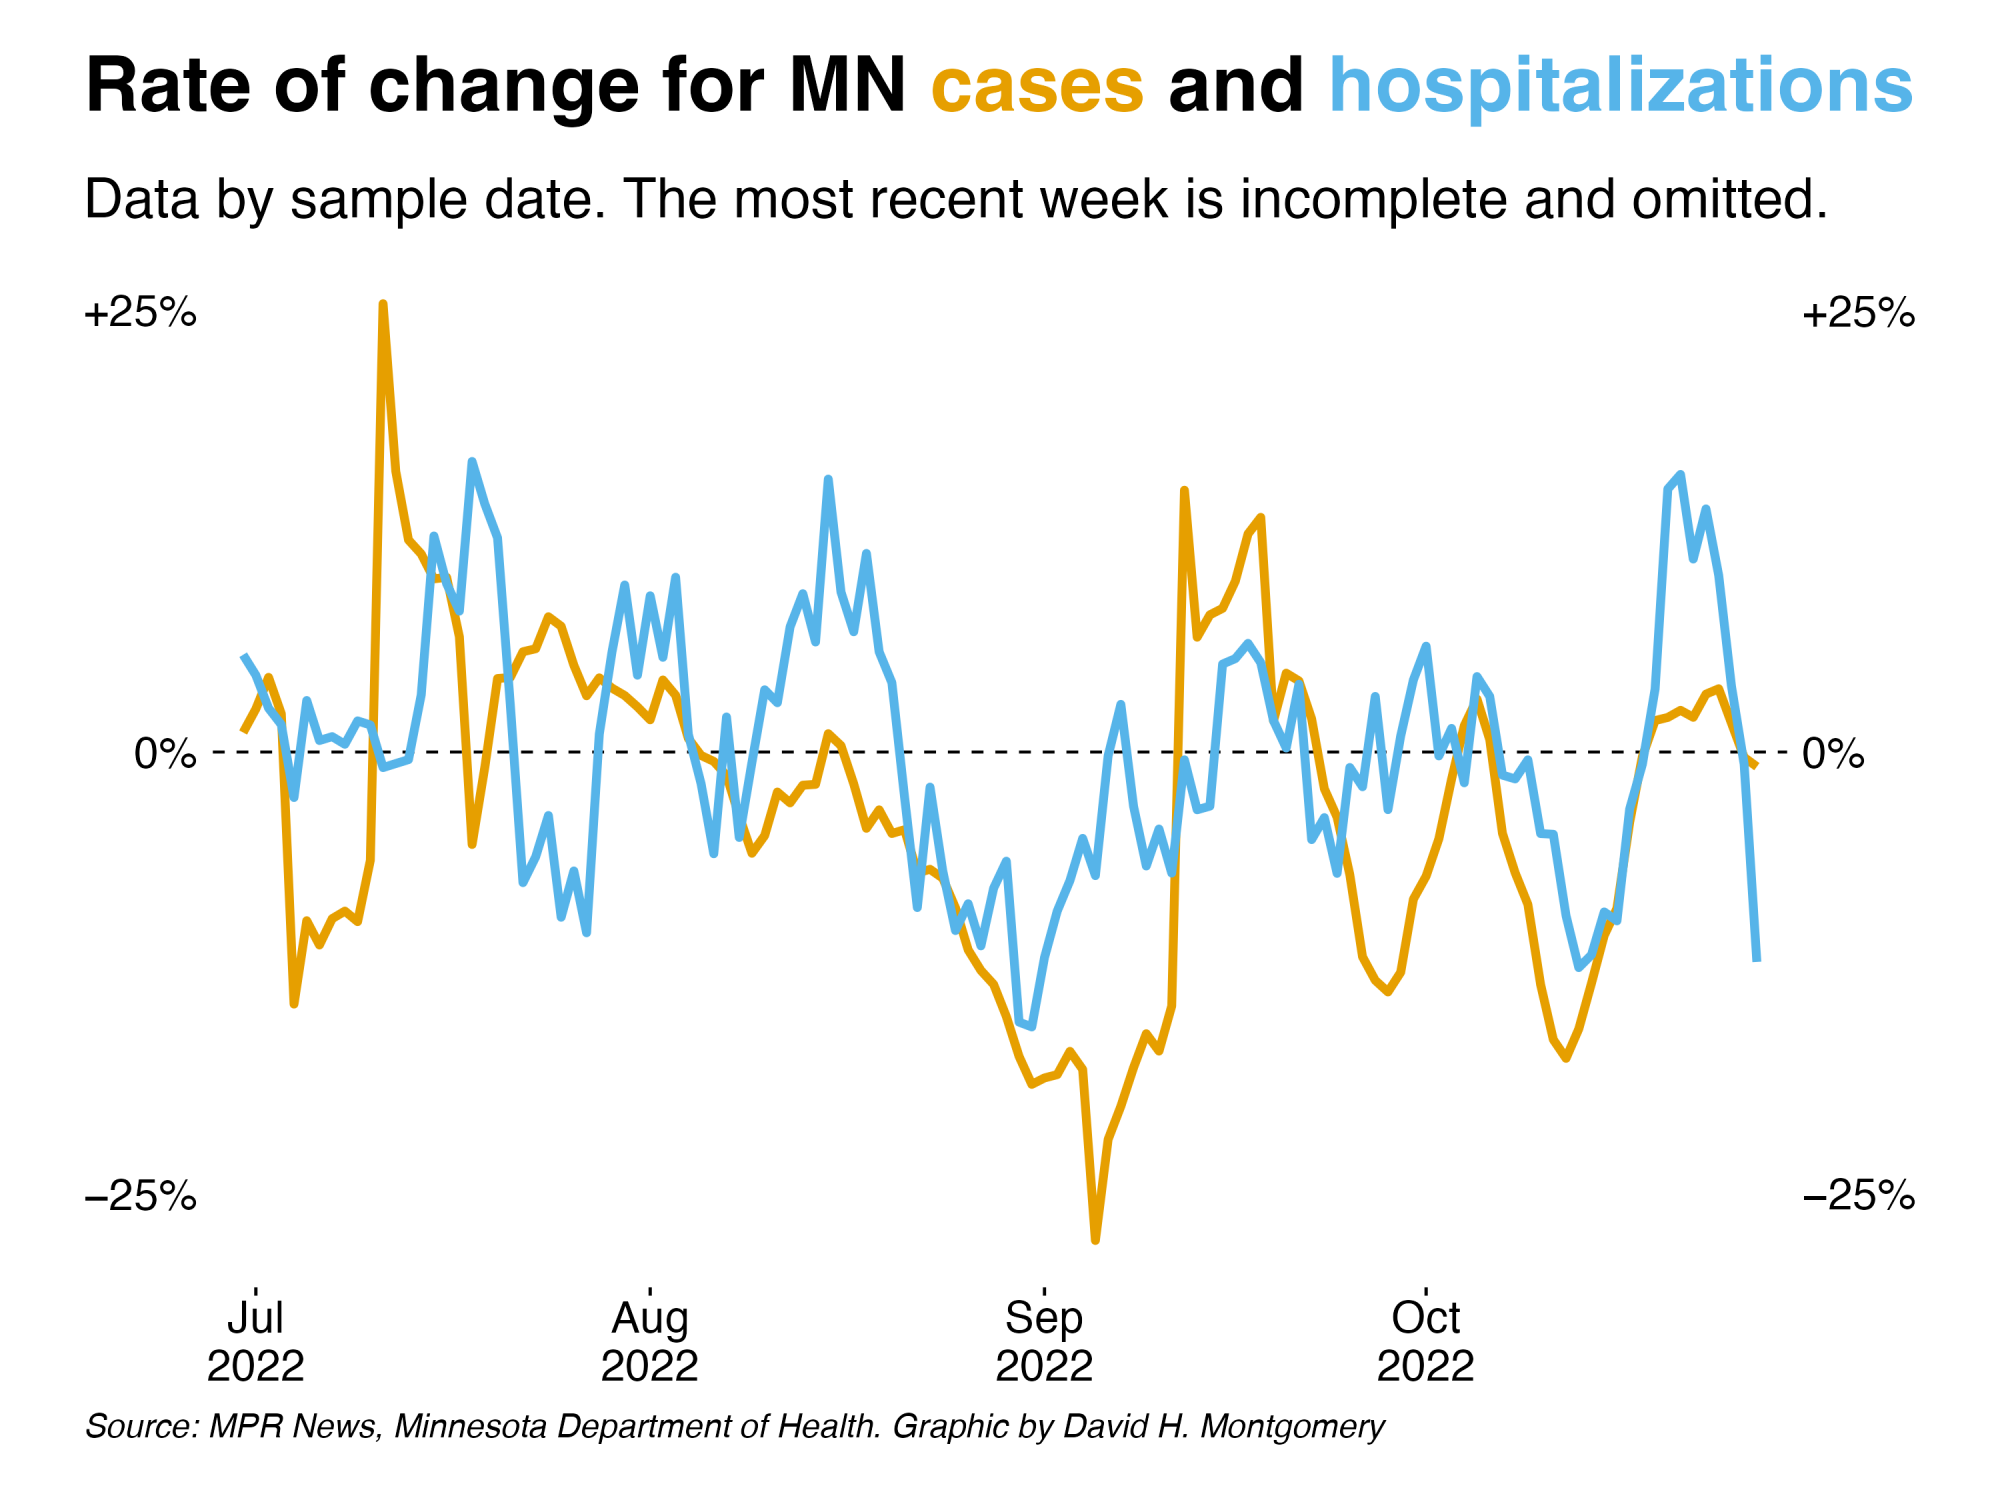 Rate of change for MN cases and hospitalizations
Data by sample date. The most recent week is incomplete and omitted.
+25% +25%
0% 0%
−25% −25%
Jul Aug Sep Oct
2022 2022 2022 2022
Source: MPR News, Minnesota Department of Health. Graphic by David H. Montgomery